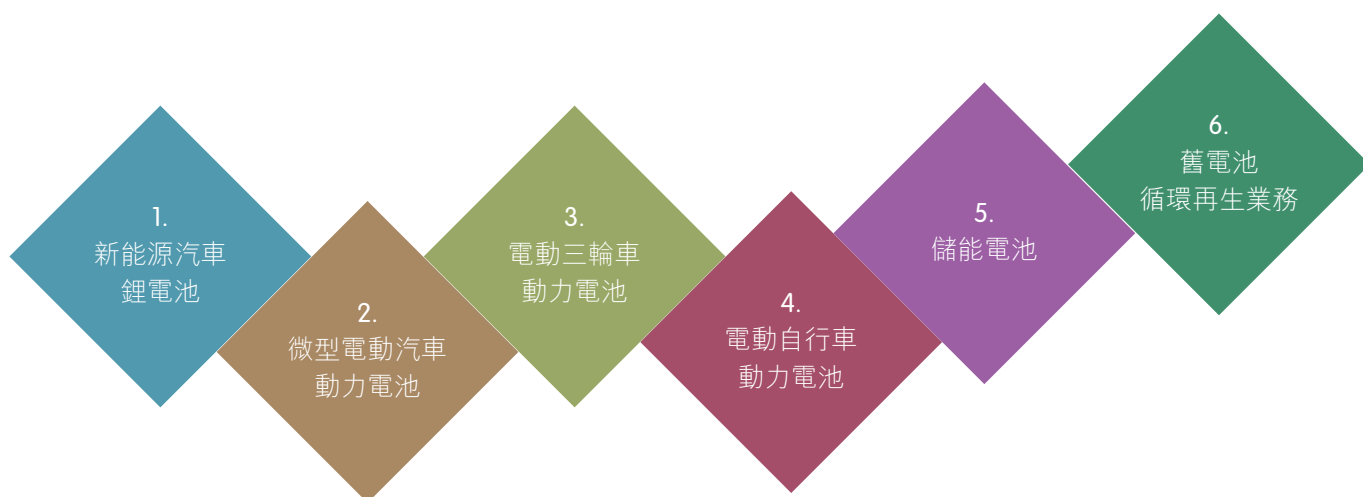 1.
新能源汽車
鋰電池
2.
微型電動汽車
動力電池
3.
電動三輪車
動力電池
4.
電動自行車
動力電池
5.
儲能電池
6.
舊電池
循環再生業務